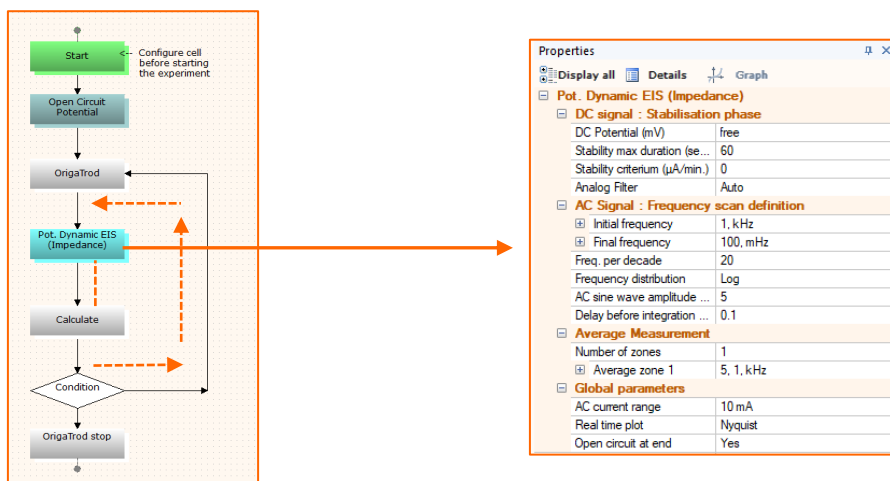 Start
<-- Configure cell
before starting
the experiment
Open Circuit
Potential
OrigaTrod
Pot. Dynamic EIS
(Impedance)
Calculate
Condition
OrigaTrod stop
Properties
Display all Details Graph
Pot. Dynamic EIS (Impedance)
DC signal : Stabilisation phase
DC Potential (mV) free
Stability max duration (se... 60
Stability criterium (µA/min.) 0
Analog Filter Auto
AC Signal : Frequency scan definition
Initial frequency 1, kHz
Final frequency 100, mHz
Freq. per decade 20
Frequency distribution Log
AC sine wave amplitude ... 5
Delay before integration ... 0.1
Average Measurement
Number of zones 1
Average zone 1 5, 1, kHz
Global parameters
AC current range 10 mA
Real time plot Nyquist
Open circuit at end Yes